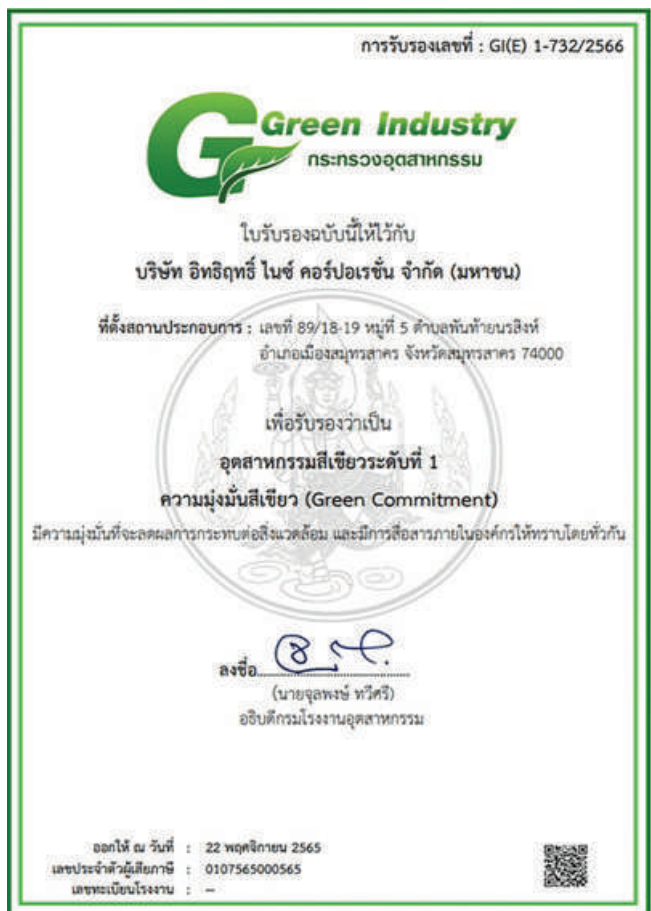 การรับรองเลขที่ : GI(E) 1-732/2566
Green Industry
กระทรวงอุตสาหกรรม
ใบรับรองฉบับนี้ให้ไว้กับ
บริษัท อิทธิฤทธิ์ ไนซ์ คอร์ปอเรชั่น จำกัด (มหาชน)
ที่ตั้งสถานประกอบการ : เลขที่ 89/18-19 หมู่ที่ 5 ตำบลพันท้ายนรสิงห์
อำเภอเมืองสมุทรสาคร จังหวัดสมุทรสาคร 74000
เพื่อรับรองว่าเป็น
อุตสาหกรรมสีเขียวระดับที่ 1
ความมุ่งมั่นสีเขียว (Green Commitment)
มีความมุ่งมั่นที่จะลดผลการกระทบต่อสิ่งแวดล้อม และมีการสื่อสารภายในองค์กรให้ทราบโดยทั่วกัน
ลงชื่อ
(นายจุลพงษ์ ทวีศรี)
อธิบดีกรมโรงงานอุตสาหกรรม
ออกให้ ณ วันที่ : 22 พฤศจิกายน 2565
เลขประจำตัวผู้เสียภาษี : 0107565000565
เลขทะเบียนโรงงาน : –